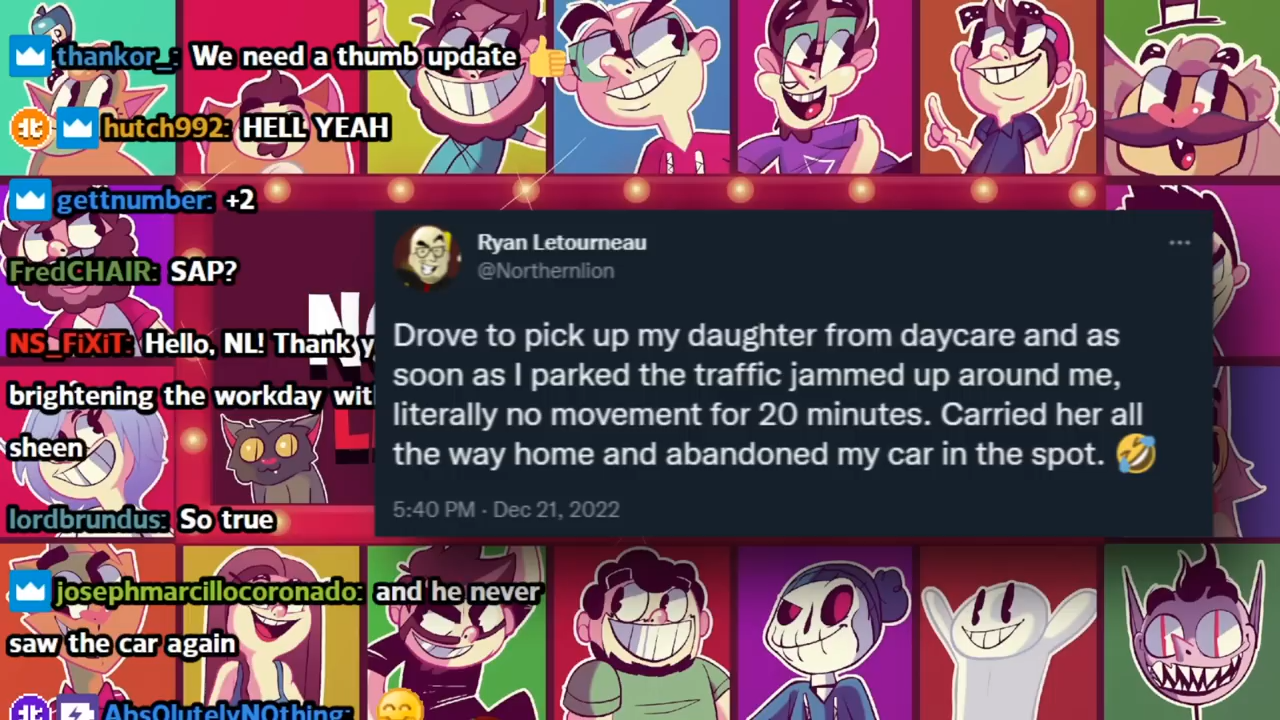 thankor_: We need a thumb update 👍
hutch992: HELL YEAH
gettnumber: +2
FredCHAIR: SAP?
NS_FiXiT: Hello, NL! Thank y
brightening the workday wit
sheen
lordbrundus: So true
josephmarcillocoronado: and he never
saw the car again
AbsOlutelyNOthing:
Ryan Letourneau
@Northernlion
Drove to pick up my daughter from daycare and as
soon as I parked the traffic jammed up around me,
literally no movement for 20 minutes. Carried her all
the way home and abandoned my car in the spot. 🤣
5:40 PM · Dec 21, 2022